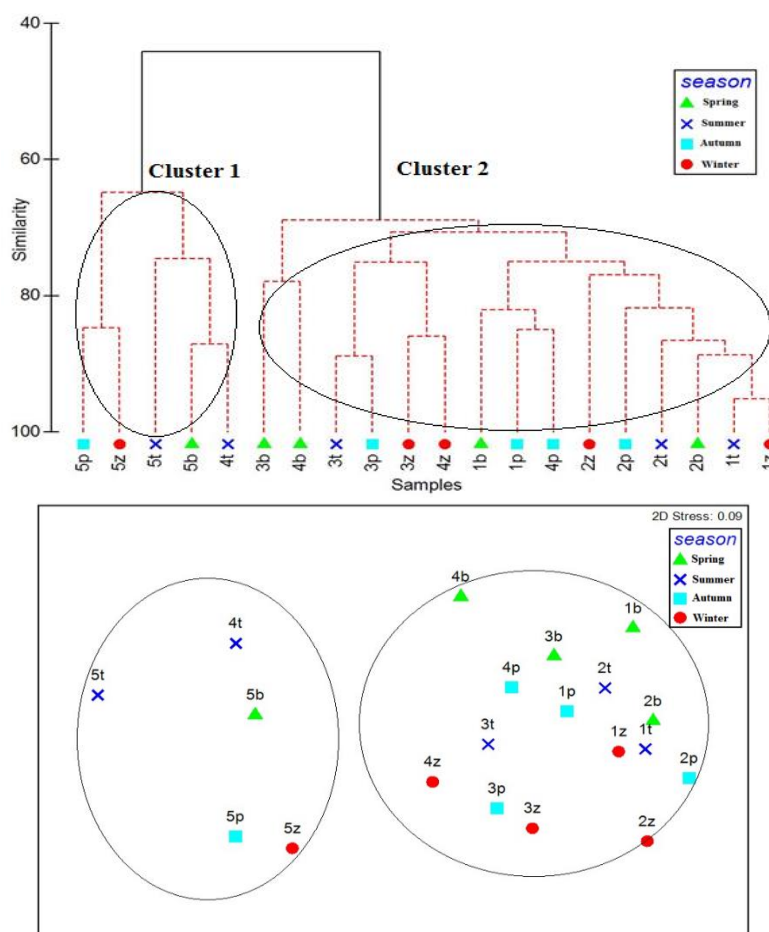 40
60
80
100
Similarity
Cluster 1
Cluster 2
season
Spring
Summer
Autumn
Winter
5p 5z 5t 5b 4t 3b 4b 3t 3p 3z 4z 1b 1p 4p 2z 2p 2t 2b 1t 1z
Samples
2D Stress: 0.09
season
Spring
Summer
Autumn
Winter
4b
1b
4t
3b
5t
4p
2t
5b
1p
2b
3t
1z
1t
4z
2p
5p
3p
5z
3z
2z